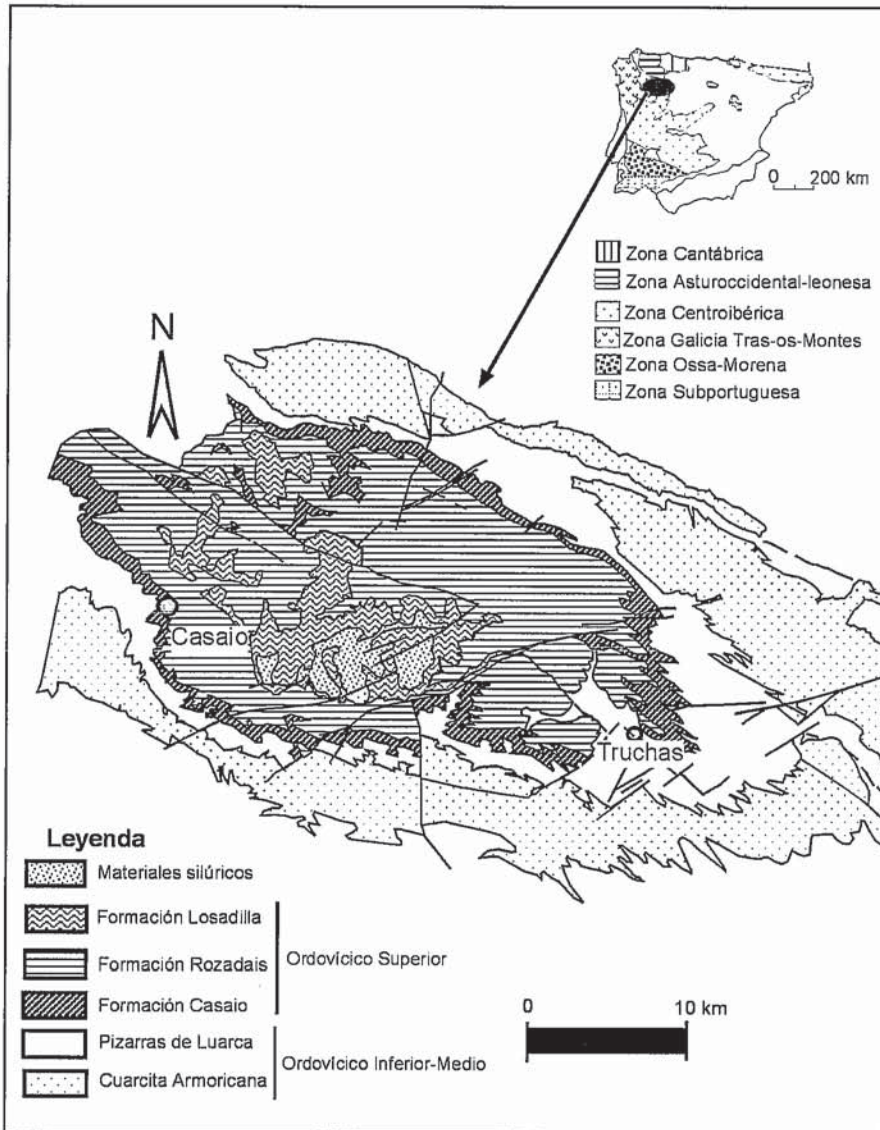 0 200 km
Zona Cantábrica
Zona Asturoccidental-leonesa
Zona Centroibérica
Zona Galicia Tras-os-Montes
Zona Ossa-Morena
Zona Subportuguesa
N
Casaio
Truchas
Leyenda
Materiales silúricos
Formación Losadilla
Formación Rozadais
Ordovícico Superior
Formación Casaio
Pizarras de Luarca
Ordovícico Inferior-Medio
Cuarcita Armoricana
0 10 km